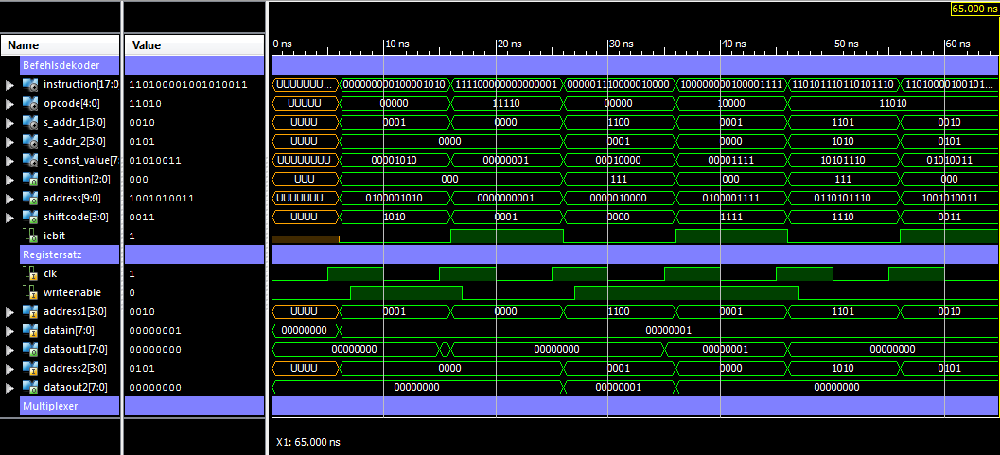 65.000 ns
Name Value 0 ns 10 ns 20 ns 30 ns 40 ns 50 ns 60 ns
Befehlsdekoder
instruction[17:0 110100001001010011 UUUUUUU... 000000000100001010 111100000000000001 000001110000010000 100000000100001111 110101110110101110 11010000100101...
opcode[4:0] 11010 UUUUU 00000 11110 00000 10000 11010
s_addr_1[3:0] 0010 UUUU 0001 0000 1100 0001 1101 0010
s_addr_2[3:0] 0101 UUUU 0000 0001 0000 1010 0101
s_const_value[7: 01010011 UUUUUUUU 00001010 00000001 00010000 00001111 10101110 01010011
condition[2:0] 000 UUU 000 111 000 111 000
address[9:0] 1001010011 UUUUUUU... 0100001010 0000000001 0000010000 0100001111 0110101110 1001010011
shiftcode[3:0] 0011 UUUU 1010 0001 0000 1111 1110 0011
iebit 1
Registersatz
clk 1
writeenable 0
address1[3:0] 0010 UUUU 0001 0000 1100 0001 1101 0010
datain[7:0] 00000001 00000000 00000001
dataout1[7:0] 00000000 00000000 00000000 00000001 00000000
address2[3:0] 0101 UUUU 0000 0001 0000 1010 0101
dataout2[7:0] 00000000 00000000 00000001 00000000
Multiplexer
X1: 65.000 ns